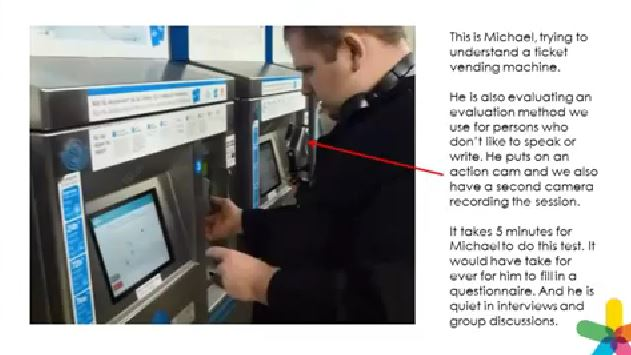 This is Michael, trying to
understand a ticket
vending machine.
He is also evaluating an
evaluation method we
use for persons who
don't like to speak or
write. He puts on an
action cam and we also
have a second camera
recording the session.
It takes 5 minutes for
Michael to do this test. It
would have take for
ever for him to fill in a
questionnaire. And he is
quiet in interviews and
group discussions.